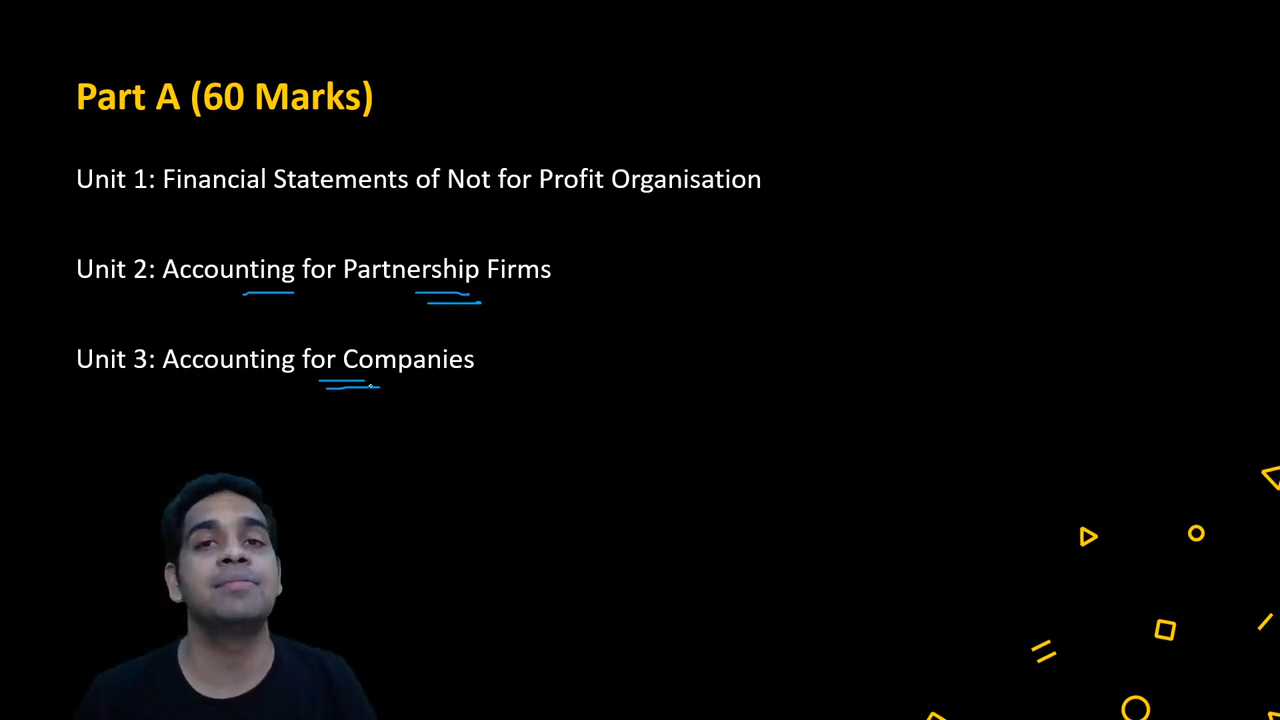 Part A (60 Marks)
Unit 1: Financial Statements of Not for Profit Organisation
Unit 2: Accounting for Partnership Firms
Unit 3: Accounting for Companies